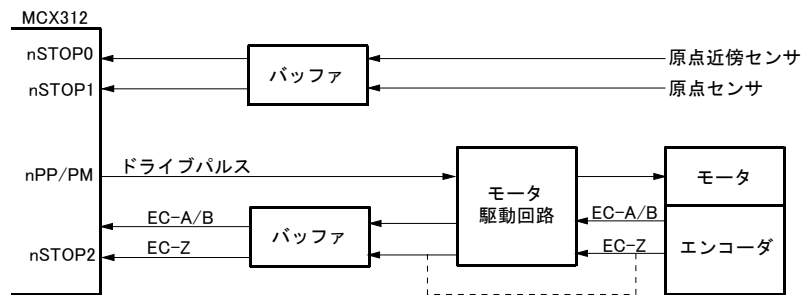 MCX312
nSTOP0
nSTOP1
バッファ
原点近傍センサ
原点センサ
nPP/PM
ドライブパルス
モータ
駆動回路
モータ
EC-A/B
nSTOP2
EC-Z
バッファ
EC-A/B
EC-Z
エンコーダ